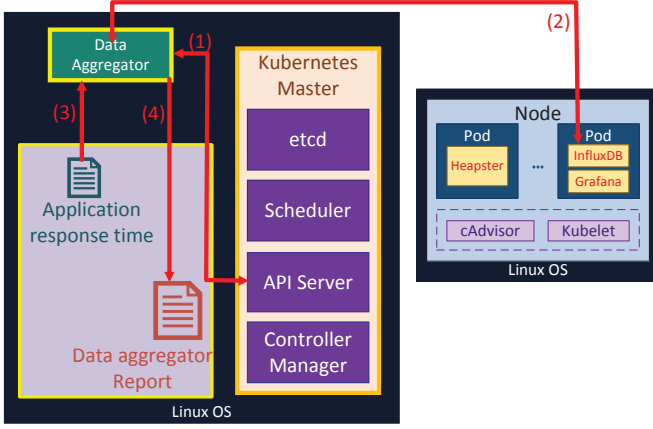 Data
Aggregator
(1)
(2)
(3)
(4)
Application
response time
Data aggregator
Report
Kubernetes
Master
etcd
Scheduler
API Server
Controller
Manager
Linux OS
Node
Pod
Heapster
...
Pod
InfluxDB
Grafana
cAdvisor
Kubelet
Linux OS